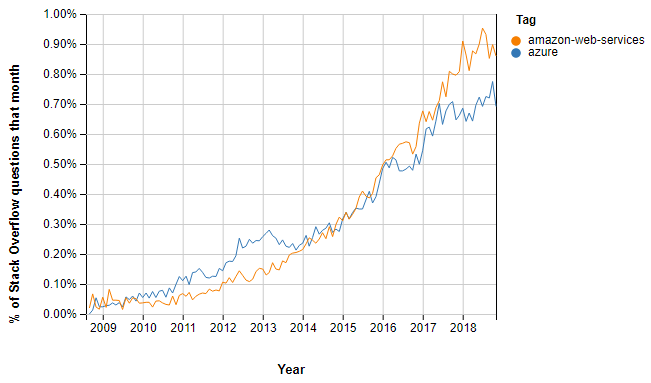 Tag
amazon-web-services
azure
1.00%
0.90%
0.80%
0.70%
0.60%
0.50%
0.40%
0.30%
0.20%
0.10%
0.00%
% of Stack Overflow questions that month
2009 2010 2011 2012 2013 2014 2015 2016 2017 2018
Year